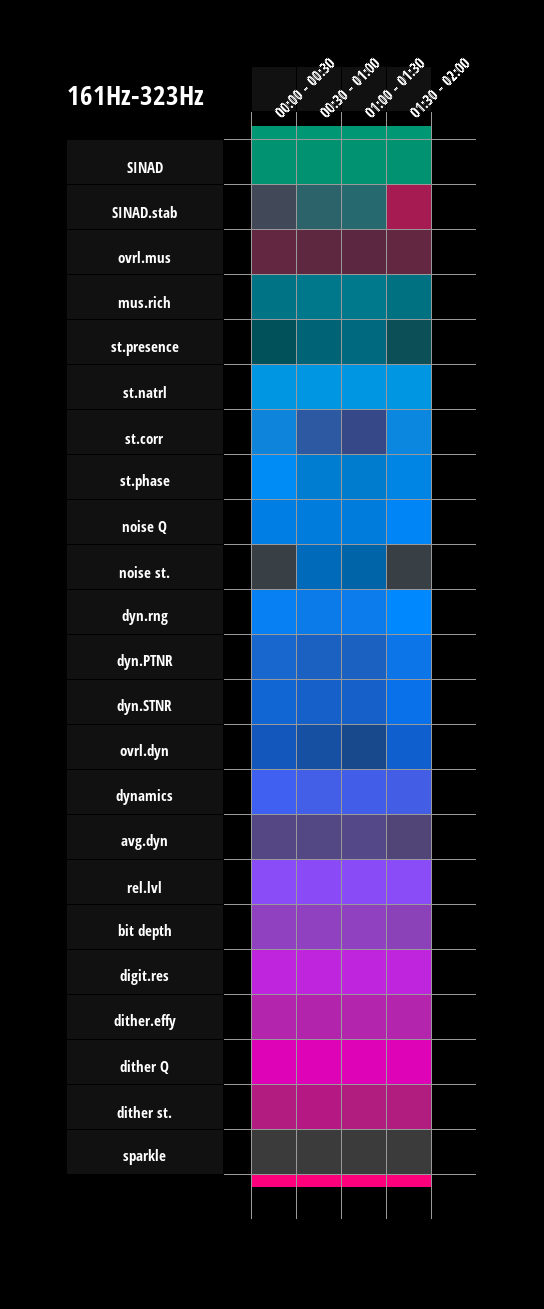 161Hz-323Hz
00:00 - 00:30
00:30 - 01:00
01:00 - 01:30
01:30 - 02:00
SINAD
SINAD.stab
ovrl.mus
mus.rich
st.presence
st.natrl
st.corr
st.phase
noise Q
noise st.
dyn.rng
dyn.PTNR
dyn.STNR
ovrl.dyn
dynamics
avg.dyn
rel.lvl
bit depth
digit.res
dither.effy
dither Q
dither st.
sparkle